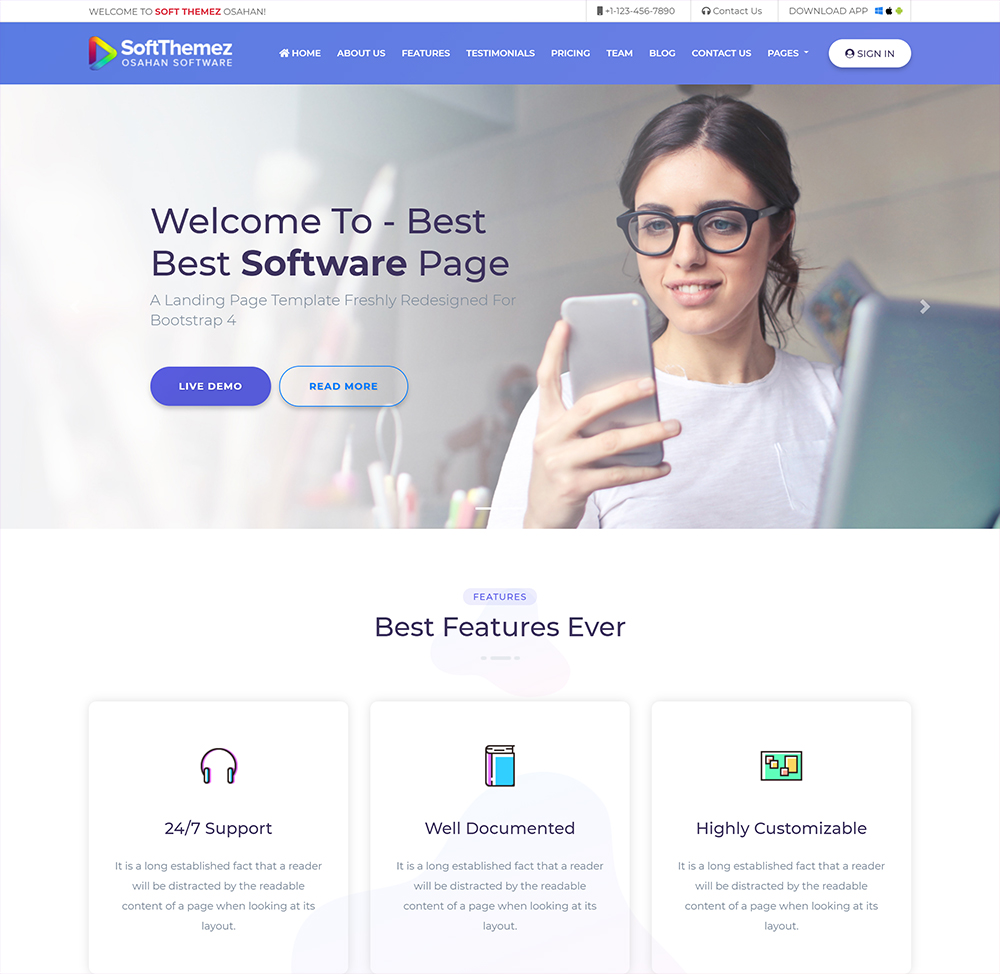 WELCOME TO SOFT THEMEZ OSAHAN!
+1-123-456-7890
Contact Us
DOWNLOAD APP
SoftThemez
OSAHAN SOFTWARE
HOME
ABOUT US
FEATURES
TESTIMONIALS
PRICING
TEAM
BLOG
CONTACT US
PAGES
SIGN IN
Welcome To - Best
Best Software Page
A Landing Page Template Freshly Redesigned For
Bootstrap 4
LIVE DEMO
READ MORE
FEATURES
Best Features Ever
24/7 Support
It is a long established fact that a reader
will be distracted by the readable
content of a page when looking at its
layout.
Well Documented
It is a long established fact that a reader
will be distracted by the readable
content of a page when looking at its
layout.
Highly Customizable
It is a long established fact that a reader
will be distracted by the readable
content of a page when looking at its
layout.